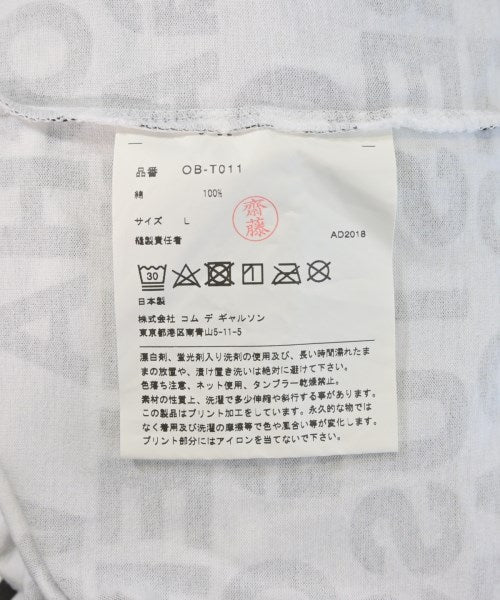 品番 OB-T011
綿 100%
サイズ L
齋藤
縫製責任者 AD2018
30
日本製
株式会社 コム デ ギャルソン
東京都港区南青山5-11-5
漂白剤、蛍光剤入り洗剤の使用及び、長い時間濡れたま
まの放置や、漬け置き洗いは絶対に避けて下さい。
色落ち注意、ネット使用、タンブラー乾燥禁止。
素材の性質上、洗濯で多少伸縮や斜行する事があります。
この製品はプリント加工をしています。永久的な物では
なく着用及び洗濯の摩擦等で色や風合い等が変化します。
プリント部分にはアイロンを当てないで下さい。